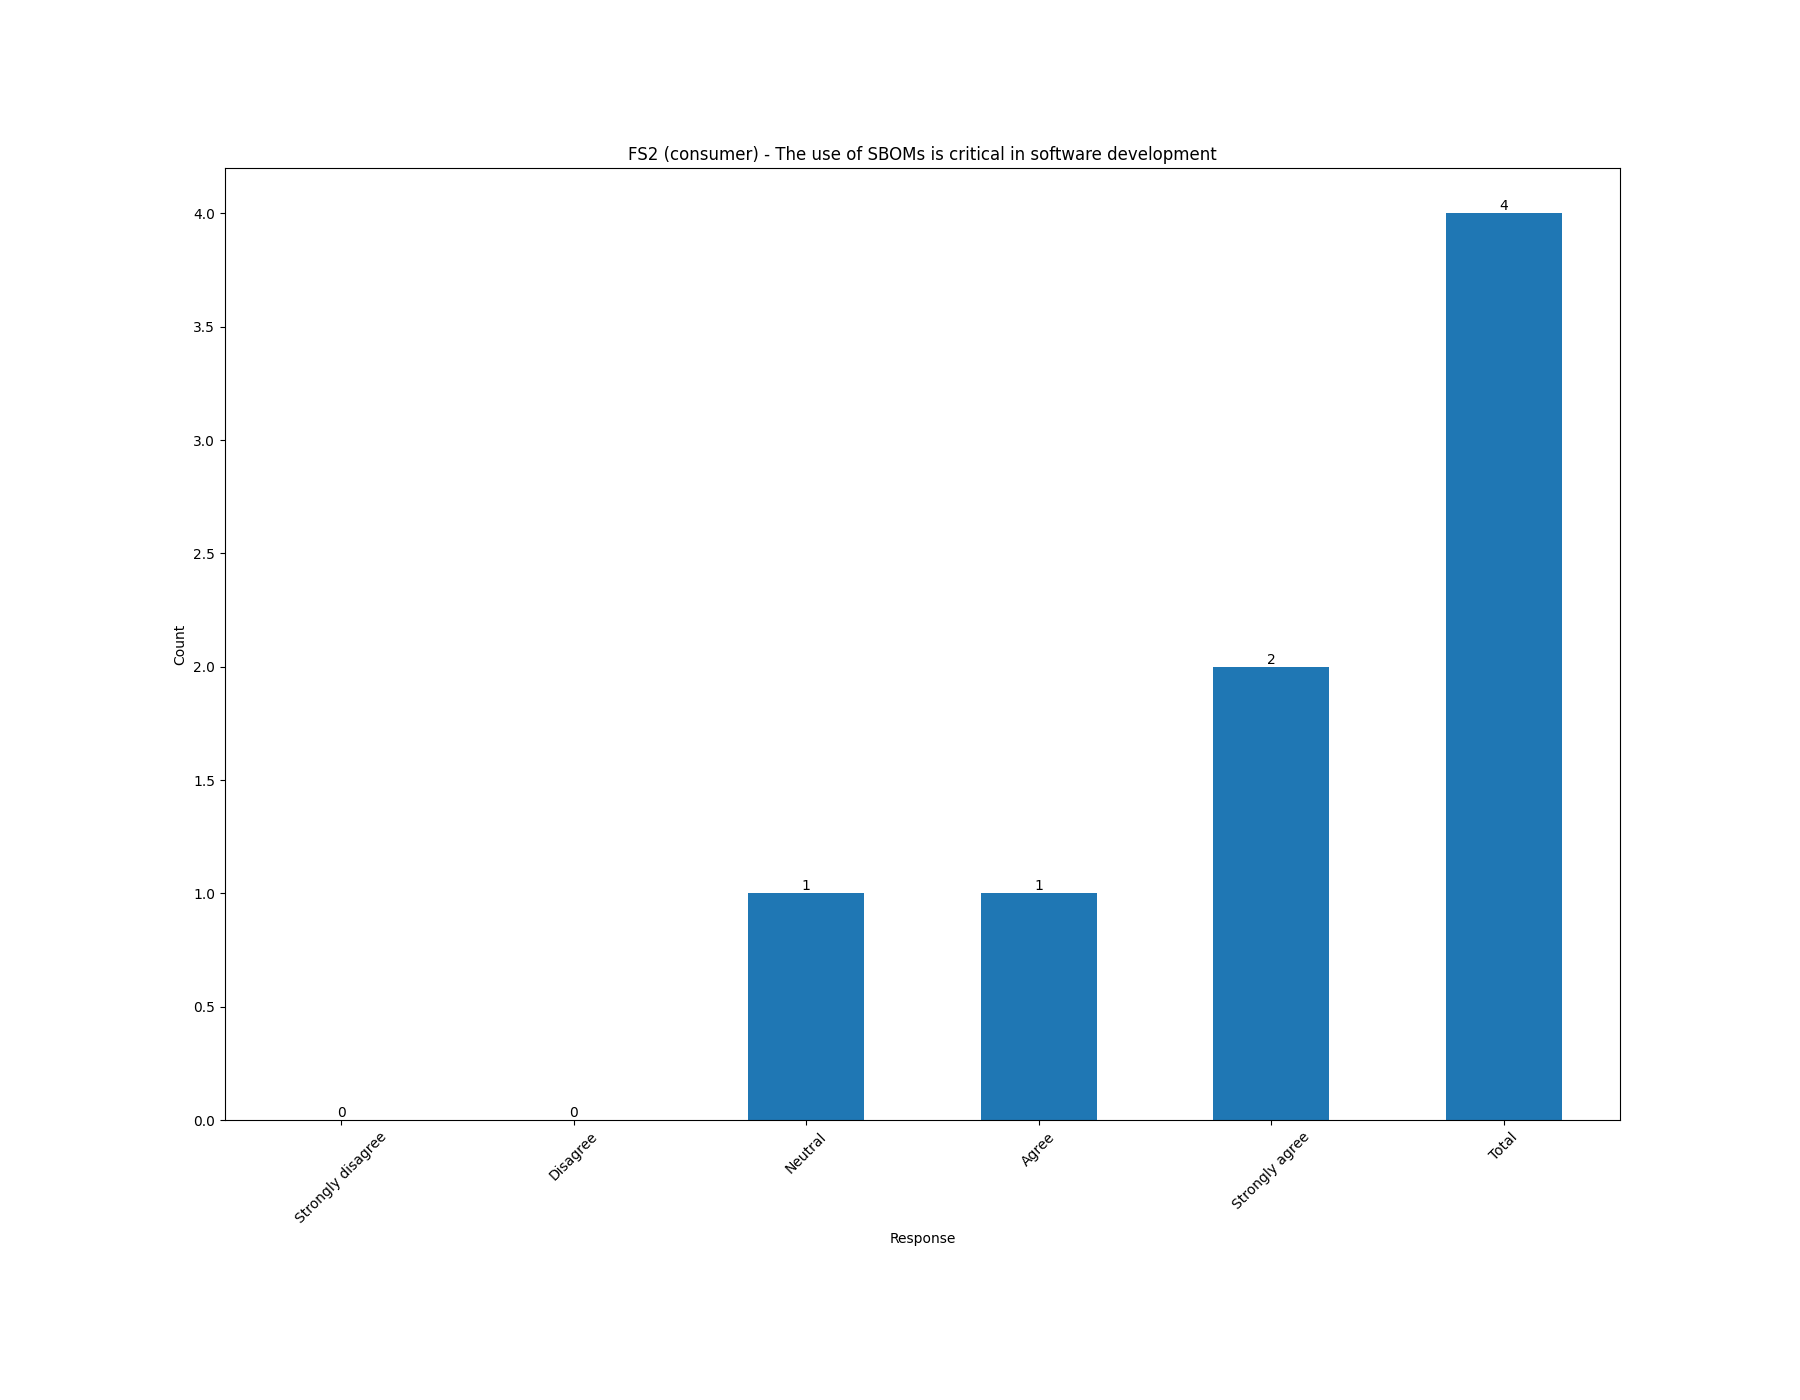 FS2 (consumer) - The use of SBOMs is critical in software development
4.0
3.5
3.0
2.5
2.0
1.5
1.0
0.5
0.0
Count
0
0
1
1
2
4
Strongly disagree
Disagree
Neutral
Agree
Strongly agree
Total
Response